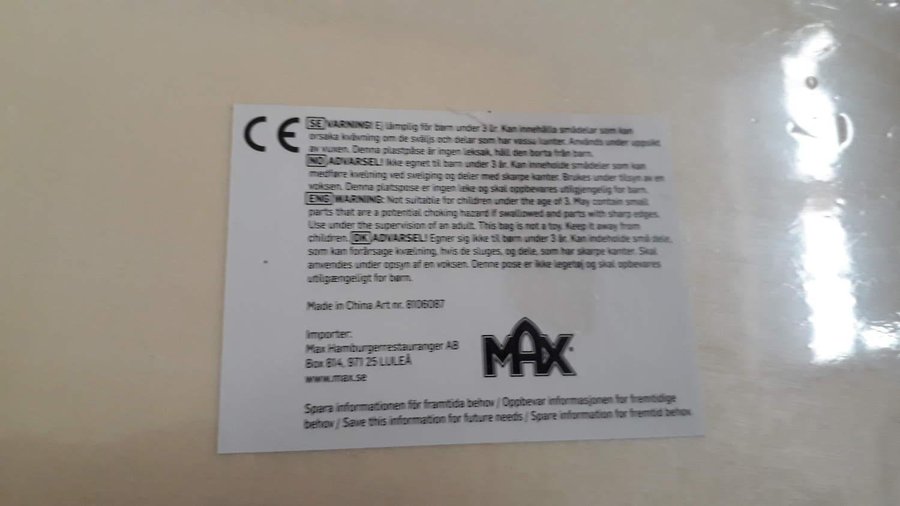 CE
SE VARNING! Ej lämplig för barn under 3 år. Kan innehålla smådelar som kan
orsaka kvävning om de sväljs och delar som har vassa kanter. Används under uppsikt
av vuxen. Denna plastpåse är ingen leksak, håll den borta från barn.
NO ADVARSEL! Ikke egnet til barn under 3 år. Kan inneholde smådeler som kan
medføre kvelning ved svelging og deler med skarpe kanter. Brukes under tilsyn av en
voksen. Denne platspose er ingen leke og skal oppbevares utilgjengelig for barn.
ENG WARNING: Not suitable for children under the age of 3. May contain small
parts that are a potential choking hazard if swallowed and parts with sharp edges.
Use under the supervision of an adult. This bag is not a toy. Keep it away from
children. DK ADVARSEL! Egner sig ikke til børn under 3 år. Kan indeholde små dele,
som kan forårsage kvælning, hvis de sluges, og dele, som har skarpe kanter. Skal
anvendes under opsyn af en voksen. Denne pose er ikke legetøj og skal opbevares
utilgængeligt for børn.
Made in China.Art nr. 8106087
Importer:
Max Hamburgerrestauranger AB
Box 814, 971 25 LULEÅ
www.max.se
MAX
Spara informationen för framtida behov / Oppbevar informasjonen for fremtidige
behov / Save this information for future needs / Spare information for fremtid behov